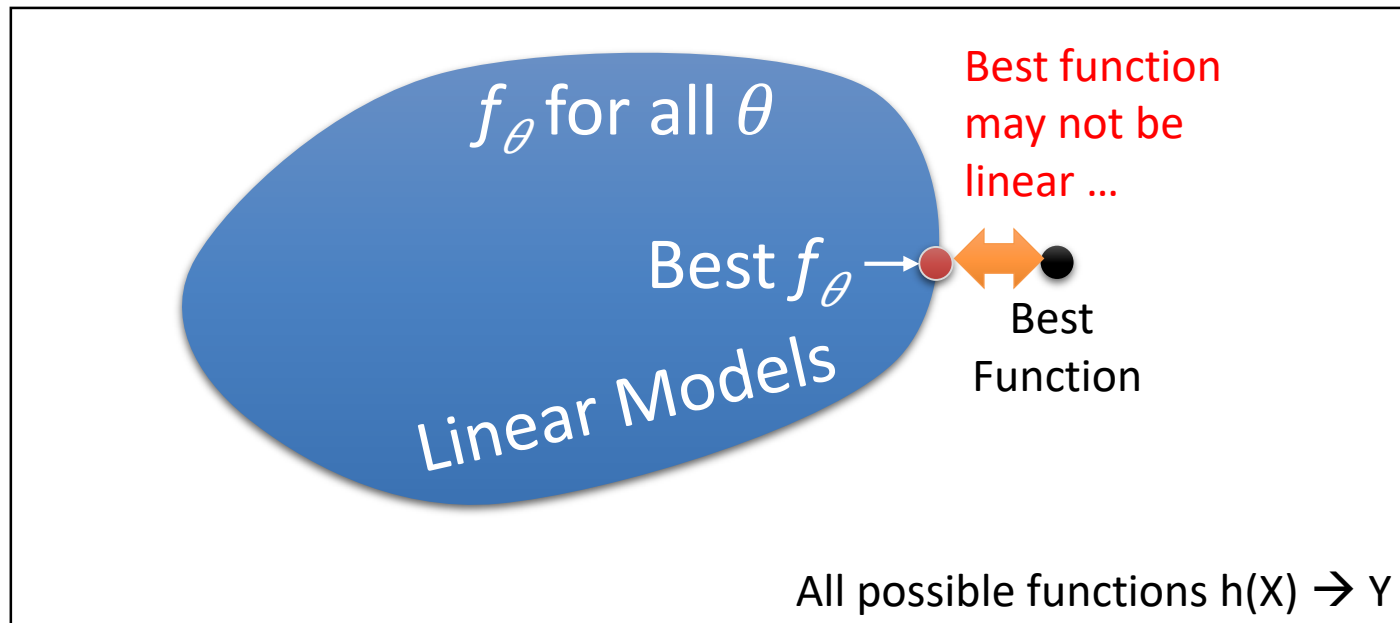 f_θ for all θ
Best function
may not be
linear ...
Best f_θ
Best
Function
Linear Models
All possible functions h(X) → Y